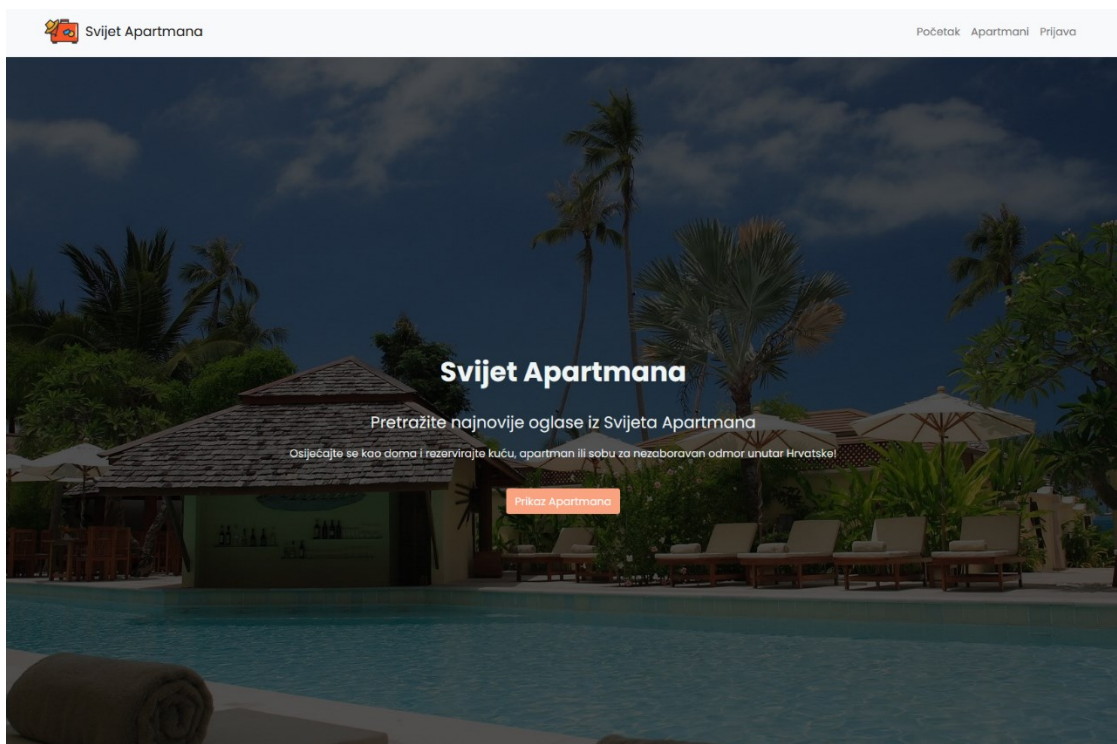 Svijet Apartmana
Početak Apartmani Prijava
Svijet Apartmana
Pretražite najnovije oglase iz Svijeta Apartmana
Osijećajte se kao doma i rezervirajte kuću, apartman ili sobu za nezaboravan odmor unutar Hrvatske!
Prikaz Apartmana